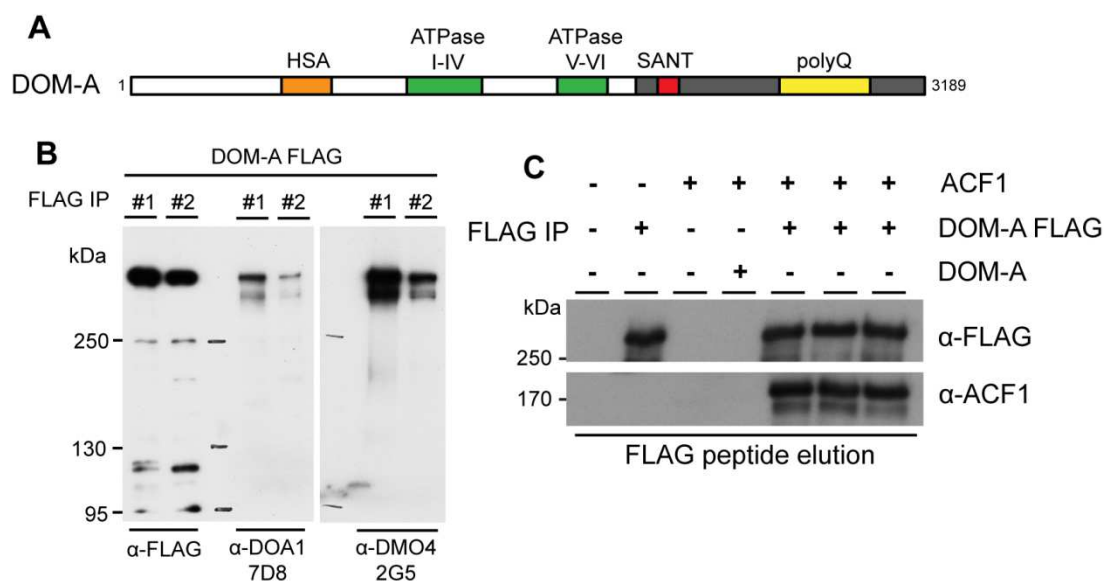 A
ATPase ATPase
HSA I-IV V-VI SANT polyQ
DOM-A 1 3189
B
DOM-A FLAG
FLAG IP #1 #2 #1 #2 #1 #2
kDa
250
130
95
α-FLAG α-DOA1 α-DMO4
7D8 2G5
C
- - + + + + + ACF1
FLAG IP - + - - + + + DOM-A FLAG
- - - + - - - DOM-A
kDa
250
α-FLAG
170
α-ACF1
FLAG peptide elution